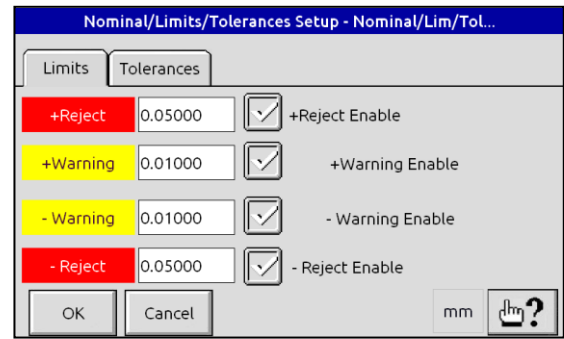 Nominal/Limits/Tolerances Setup - Nominal/Lim/Tol...
Limits Tolerances
+Reject 0.05000 +Reject Enable
+Warning 0.01000 +Warning Enable
- Warning 0.01000 - Warning Enable
- Reject 0.05000 - Reject Enable
OK Cancel mm ?